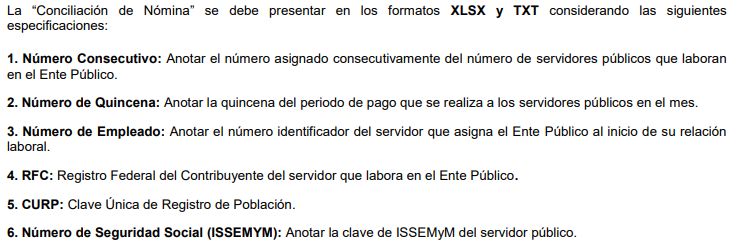 La “Conciliación de Nómina” se debe presentar en los formatos XLSX y TXT considerando las siguientes
especificaciones:
1. Número Consecutivo: Anotar el número asignado consecutivamente del número de servidores públicos que laboran
en el Ente Público.
2. Número de Quincena: Anotar la quincena del periodo de pago que se realiza a los servidores públicos en el mes.
3. Número de Empleado: Anotar el número identificador del servidor que asigna el Ente Público al inicio de su relación
laboral.
4. RFC: Registro Federal del Contribuyente del servidor que labora en el Ente Público.
5. CURP: Clave Única de Registro de Población.
6. Número de Seguridad Social (ISSEMYM): Anotar la clave de ISSEMyM del servidor público.